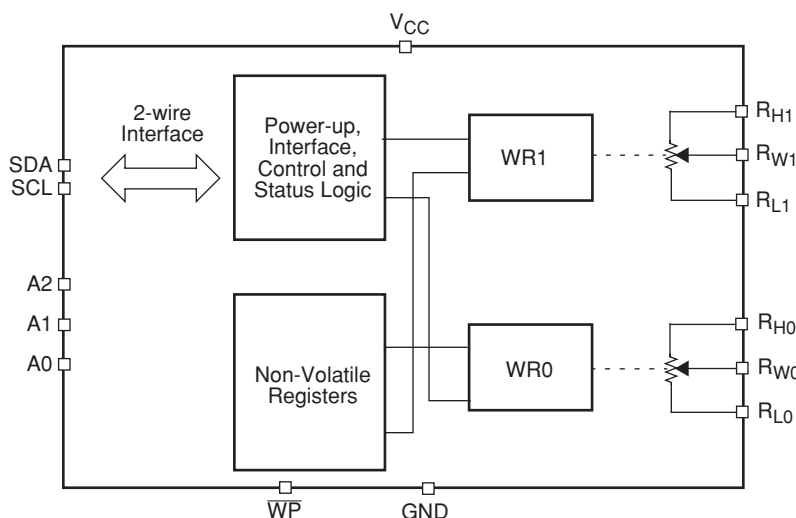 VCC
2-wire
Interface
SDA
SCL
A2
A1
A0
Power-up,
Interface,
Control and
Status Logic
Non-Volatile
Registers
WR1
WR0
RH1
RW1
RL1
RH0
RW0
RL0
WP
GND